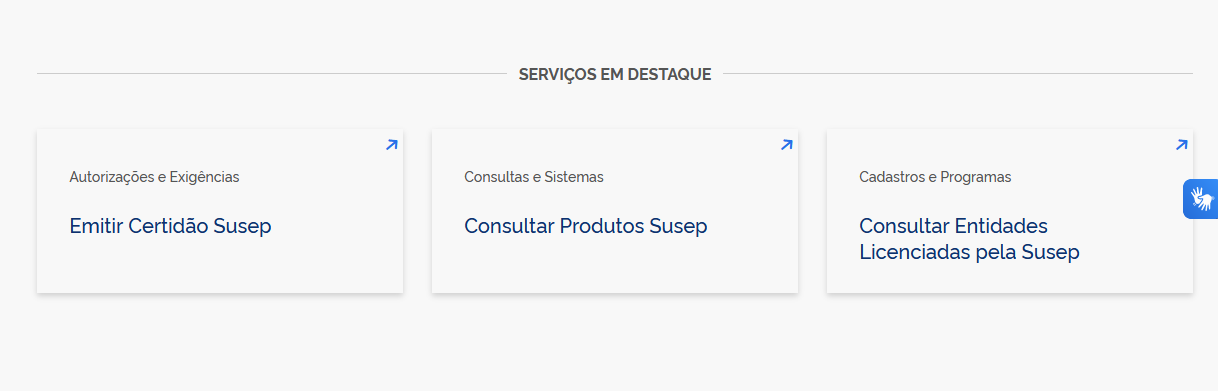 SERVIÇOS EM DESTAQUE
Autorizações e Exigências
Emitir Certidão Susep
Consultas e Sistemas
Consultar Produtos Susep
Cadastros e Programas
Consultar Entidades
Licenciadas pela Susep